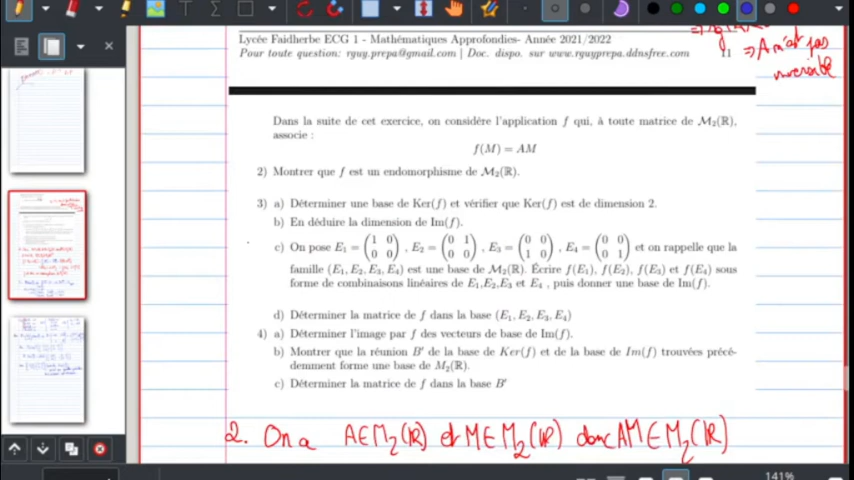 Lycée Faidherbe ECG 1 - Mathématiques Approfondies- Année 2021/2022
Pour toute question : ryguy.prepa@gmail.com | Doc. dispo. sur www.ryguyprepa.ddnsfree.com 11
⇒ A n'est pas
inversible
Dans la suite de cet exercice, on considère l'application f qui, à toute matrice de M₂(ℝ),
associe :
f(M) = AM
2) Montrer que f est un endomorphisme de M₂(ℝ).
3) a) Déterminer une base de Ker(f) et vérifier que Ker(f) est de dimension 2.
b) En déduire la dimension de Im(f).
c) On pose E₁ = (1 0 / 0 0) , E₂ = (0 1 / 0 0) , E₃ = (0 0 / 1 0) , E₄ = (0 0 / 0 1) et on rappelle que la
famille (E₁, E₂, E₃, E₄) est une base de M₂(ℝ). Écrire f(E₁), f(E₂), f(E₃) et f(E₄) sous
forme de combinaisons linéaires de E₁,E₂,E₃ et E₄ , puis donner une base de Im(f).
d) Déterminer la matrice de f dans la base (E₁, E₂, E₃, E₄)
4) a) Déterminer l'image par f des vecteurs de base de Im(f).
b) Montrer que la réunion B' de la base de Ker(f) et de la base de Im(f) trouvées précé-
demment forme une base de M₂(ℝ).
c) Déterminer la matrice de f dans la base B'
2. On a A∈M₂(ℝ) et M∈M₂(ℝ) donc AM∈M₂(ℝ)
141%